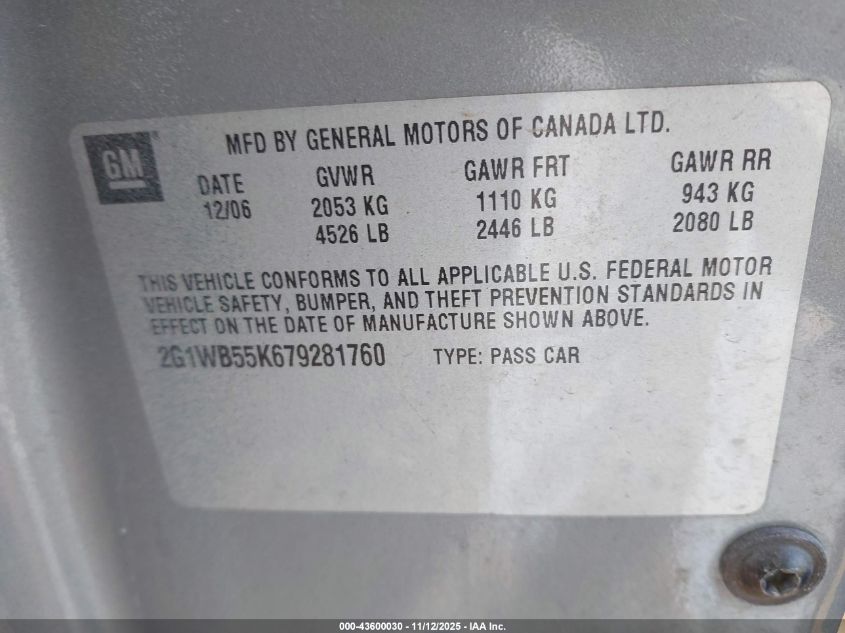 GM
MFD BY GENERAL MOTORS OF CANADA LTD.
DATE GVWR GAWR FRT GAWR RR
12/06 2053 KG 1110 KG 943 KG
4526 LB 2446 LB 2080 LB
THIS VEHICLE CONFORMS TO ALL APPLICABLE U.S. FEDERAL MOTOR
VEHICLE SAFETY, BUMPER, AND THEFT PREVENTION STANDARDS IN
EFFECT ON THE DATE OF MANUFACTURE SHOWN ABOVE.
2G1WB55K679281760 TYPE: PASS CAR
000-43600030 - 11/12/2025 - IAA Inc.